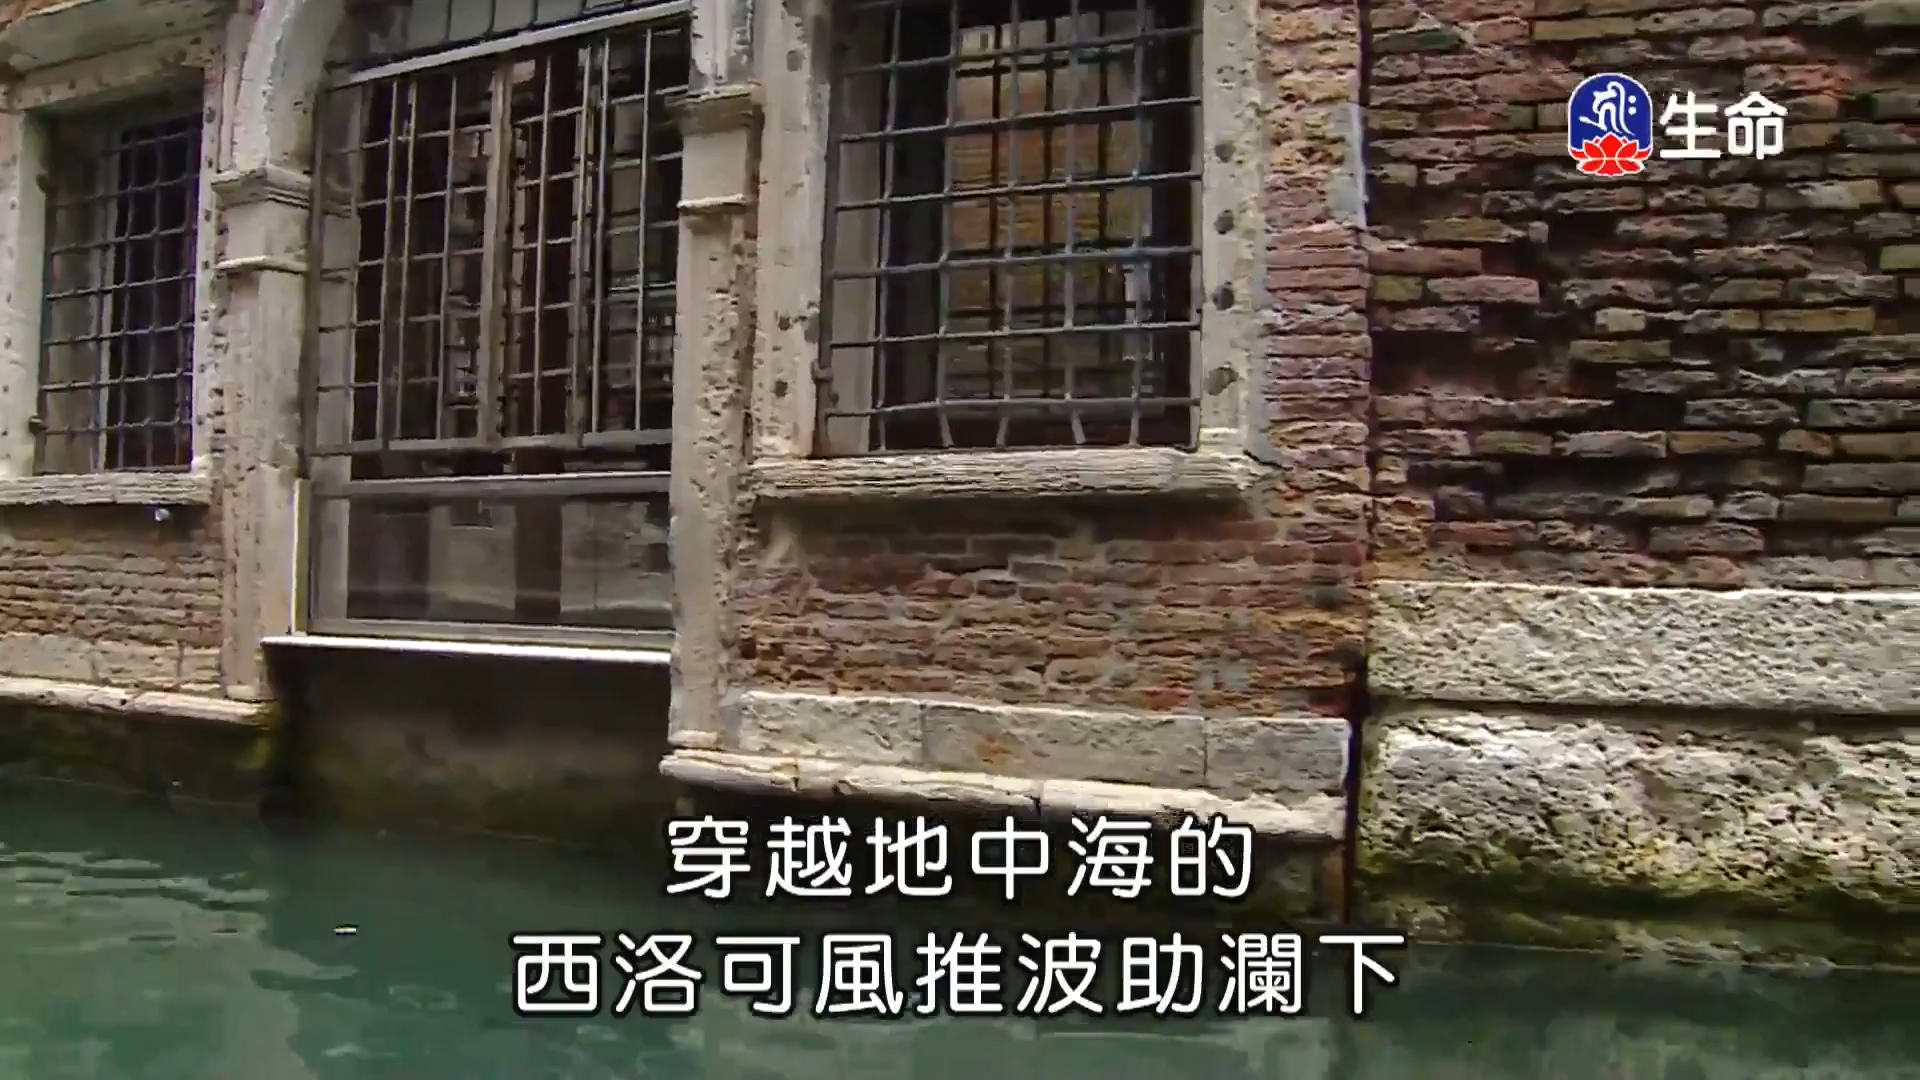 生命
穿越地中海的
西洛可風推波助瀾下